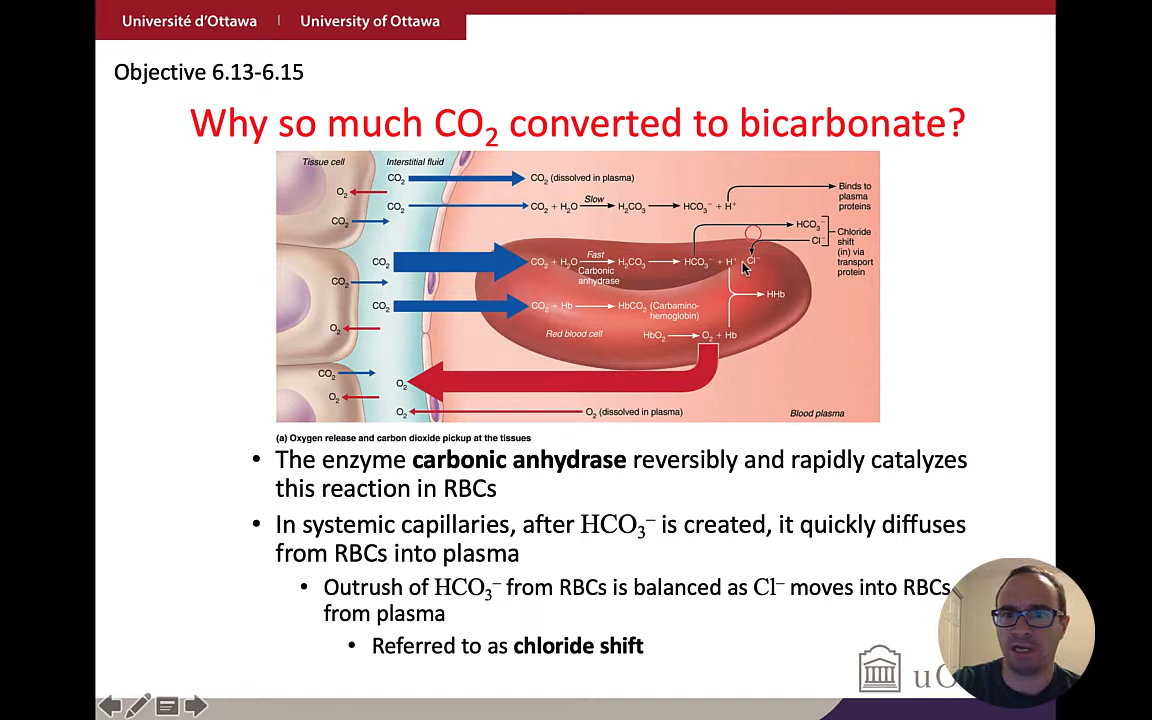 Université d'Ottawa | University of Ottawa
Objective 6.13-6.15
Why so much CO₂ converted to bicarbonate?
Tissue cell
Interstitial fluid
CO₂
CO₂ (dissolved in plasma)
O₂
Binds to
plasma
proteins
CO₂
CO₂ + H₂O
Slow
H₂CO₃
HCO₃⁻ + H⁺
CO₂
HCO₃⁻
Cl⁻
Chloride
shift
(in) via
transport
protein
CO₂
CO₂ + H₂O
Fast
Carbonic
anhydrase
H₂CO₃
HCO₃⁻ + H⁺
Cl⁻
CO₂
HHb
CO₂
CO₂ + Hb
HbCO₂ (Carbamino-
hemoglobin)
O₂
Red blood cell
HbO₂
O₂ + Hb
CO₂
O₂
O₂
O₂
O₂ (dissolved in plasma)
Blood plasma
(a) Oxygen release and carbon dioxide pickup at the tissues
• The enzyme carbonic anhydrase reversibly and rapidly catalyzes
this reaction in RBCs
• In systemic capillaries, after HCO₃⁻ is created, it quickly diffuses
from RBCs into plasma
• Outrush of HCO₃⁻ from RBCs is balanced as Cl⁻ moves into RBCs
from plasma
• Referred to as chloride shift